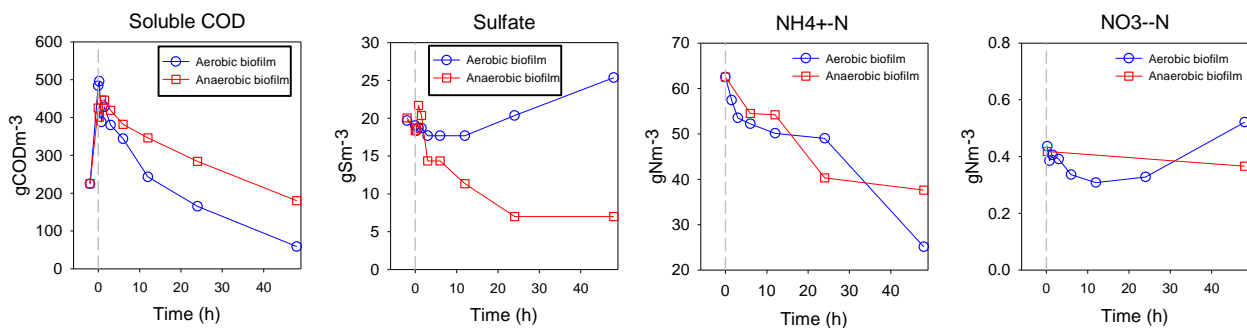 Soluble COD
gCODm-3
600
500
400
300
200
100
0
Aerobic biofilm
Anaerobic biofilm
0 10 20 30 40
Time (h)
Sulfate
gSm-3
30
25
20
15
10
5
0
Aerobic biofilm
Anaerobic biofilm
0 10 20 30 40
Time (h)
NH4+-N
gNm-3
70
60
50
40
30
20
Aerobic biofilm
Anaerobic biofilm
0 10 20 30 40
Time (h)
NO3--N
gNm-3
0.8
0.6
0.4
0.2
0.0
Aerobic biofilm
Anaerobic biofilm
0 10 20 30 40
Time (h)